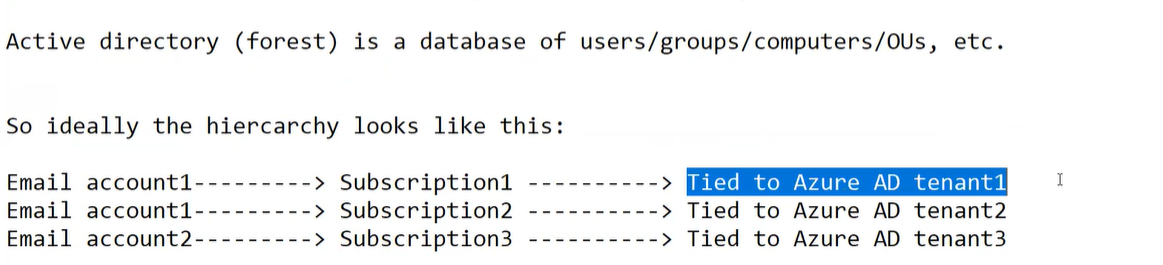 Active directory (forest) is a database of users/groups/computers/OUs, etc.
So ideally the hiercarchy looks like this:
Email account1---------> Subscription1 ----------> Tied to Azure AD tenant1
Email account1---------> Subscription2 ----------> Tied to Azure AD tenant2
Email account2---------> Subscription3 ----------> Tied to Azure AD tenant3